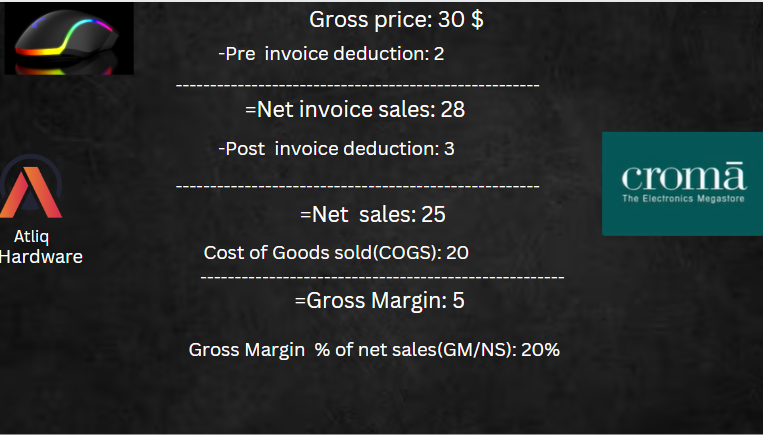 Gross price: 30 $
-Pre invoice deduction: 2
----------------------------------------------------
=Net invoice sales: 28
-Post invoice deduction: 3
----------------------------------------------------
=Net sales: 25
Cost of Goods sold(COGS): 20
----------------------------------------------------
=Gross Margin: 5
Gross Margin % of net sales(GM/NS): 20%
Atliq
Hardware
cromā
The Electronics Megastore